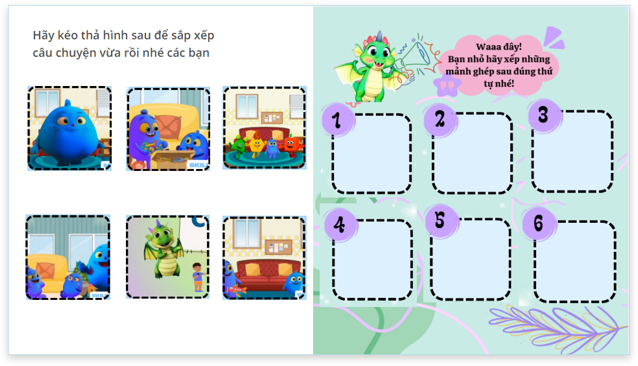 Hãy kéo thả hình sau để sắp xếp
câu chuyện vừa rồi nhé các bạn
Waaa đây!
Bạn nhỏ hãy xếp những
mảnh ghép sau đúng thứ
tự nhé!
1
2
3
4
5
6